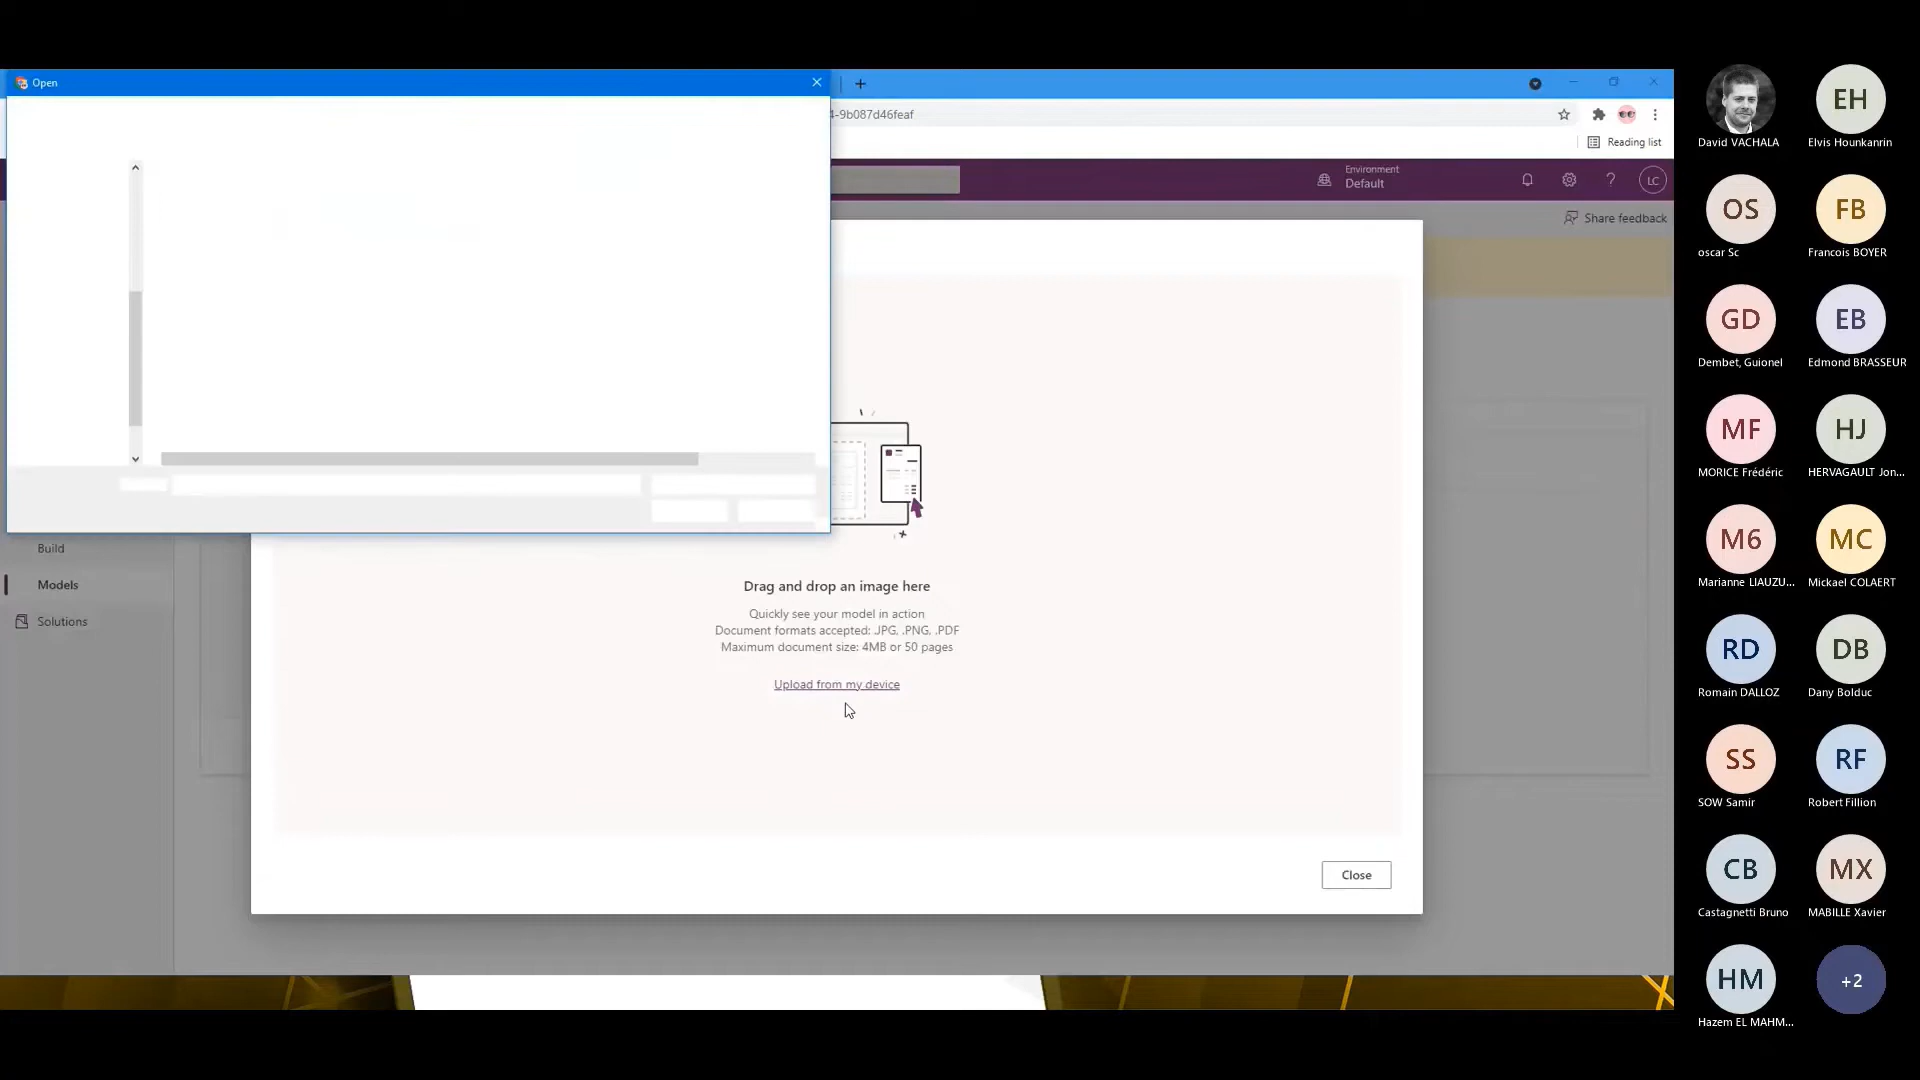 Open
4-9b087d46feaf
Reading list
Environment
Default
?
LC
Share feedback
Build
Models
Solutions
Drag and drop an image here
Quickly see your model in action
Document formats accepted: .JPG, .PNG, .PDF
Maximum document size: 4MB or 50 pages
Upload from my device
Close
David VACHALA
EH
Elvis Hounkanrin
OS
oscar Sc
FB
Francois BOYER
GD
Dembet, Guionel
EB
Edmond BRASSEUR
MF
MORICE Frédéric
HJ
HERVAGAULT Jon...
M6
Marianne LIAUZU...
MC
Mickael COLAERT
RD
Romain DALLOZ
DB
Dany Bolduc
SS
SOW Samir
RF
Robert Fillion
CB
Castagnetti Bruno
MX
MABILLE Xavier
HM
Hazem EL MAHM...
+2